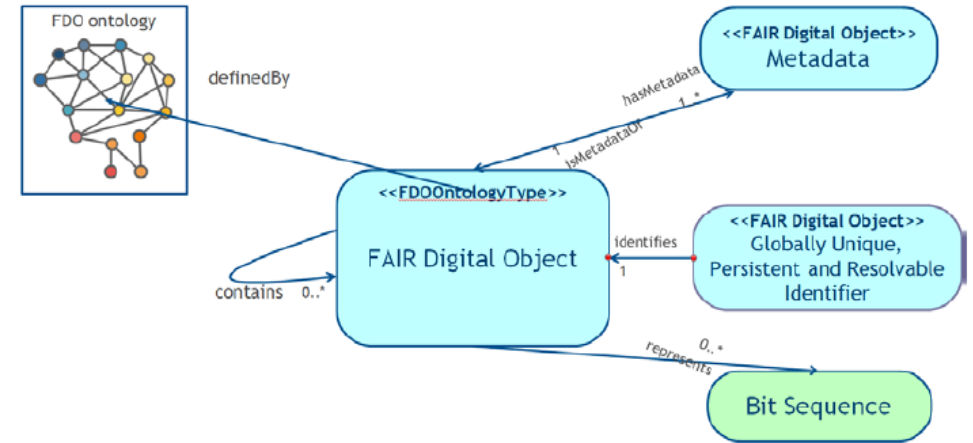 FDO ontology
definedBy
<<FAIR Digital Object>>
Metadata
hasMetadata
1..*
1
isMetadataOf
<<FDOOntologyType>>
FAIR Digital Object
identifies
1
<<FAIR Digital Object>>
Globally Unique,
Persistent and Resolvable
Identifier
contains
0..*
represents
0..*
Bit Sequence